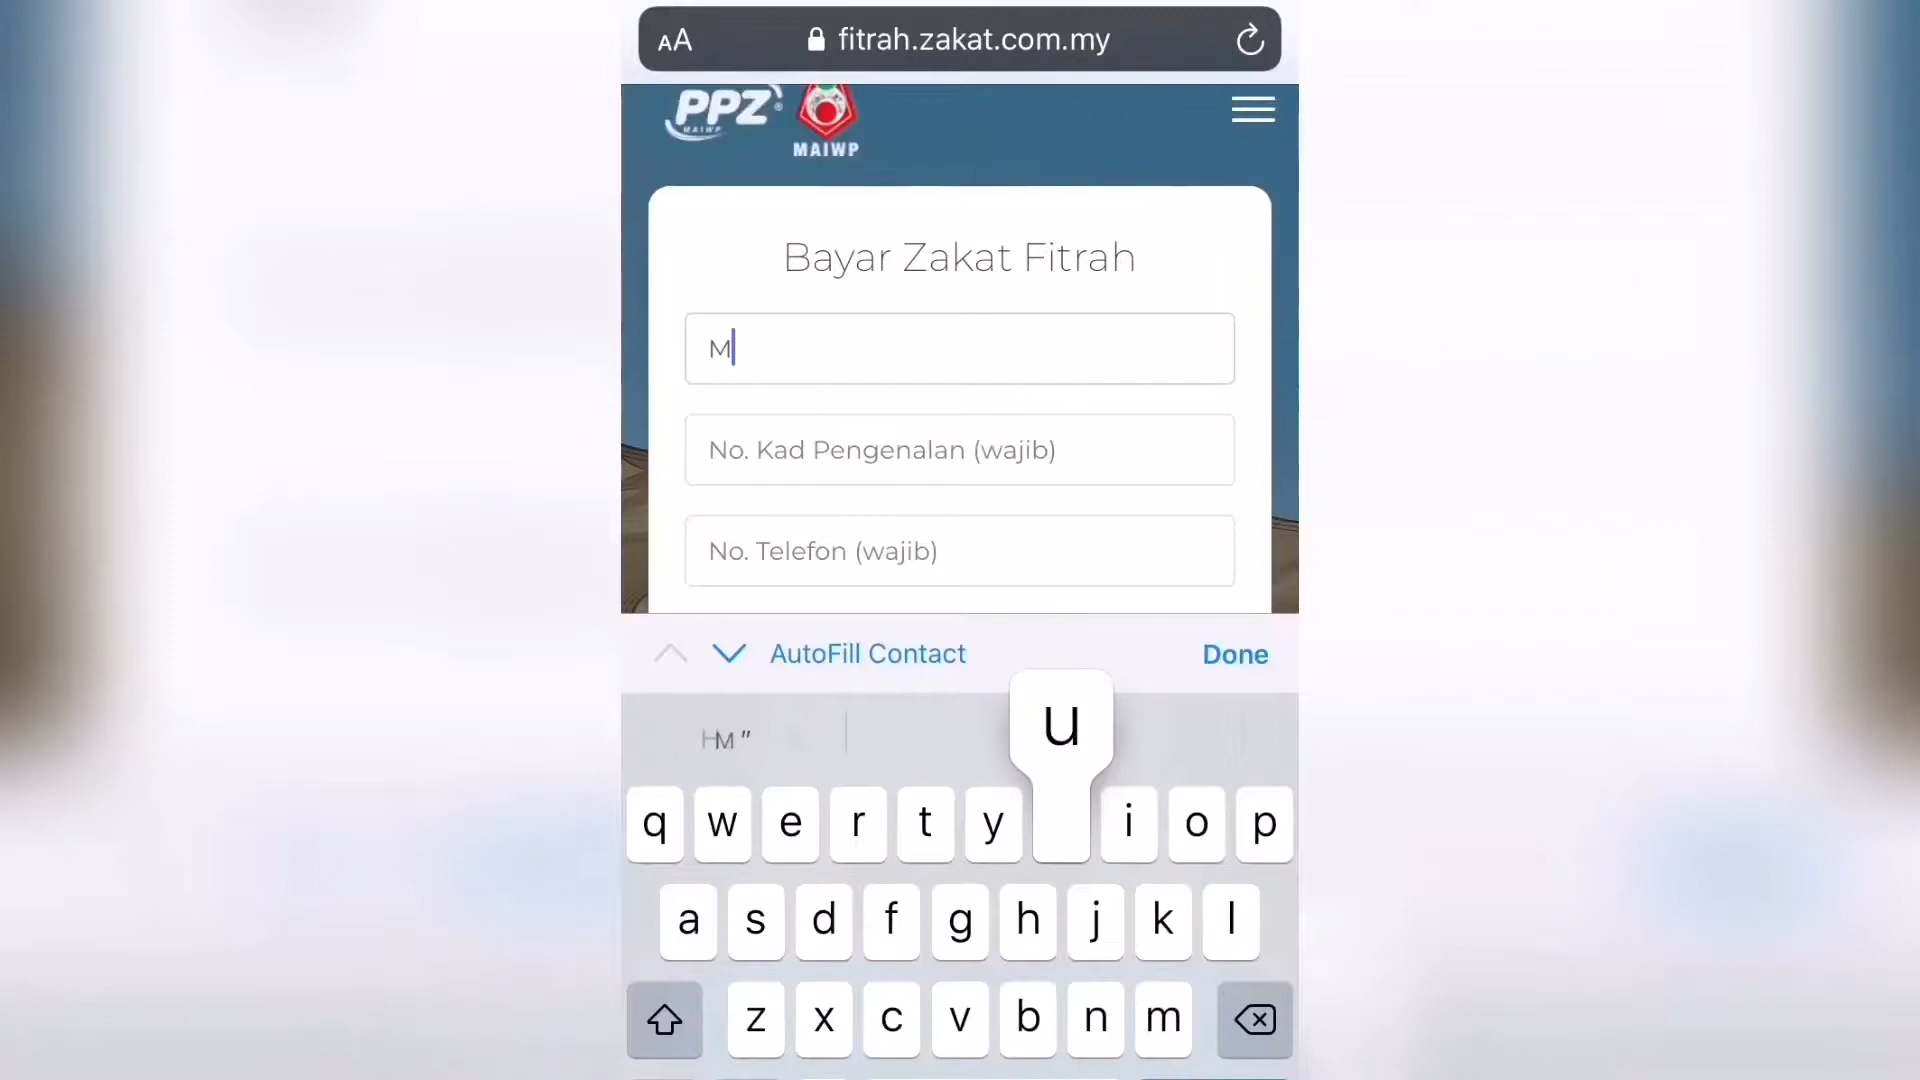 AA fitrah.zakat.com.my
PPZ®
MAIWP
MAIWP
Bayar Zakat Fitrah
M
No. Kad Pengenalan (wajib)
No. Telefon (wajib)
AutoFill Contact Done
u
q w e r t y i o p
a s d f g h j k l
z x c v b n m